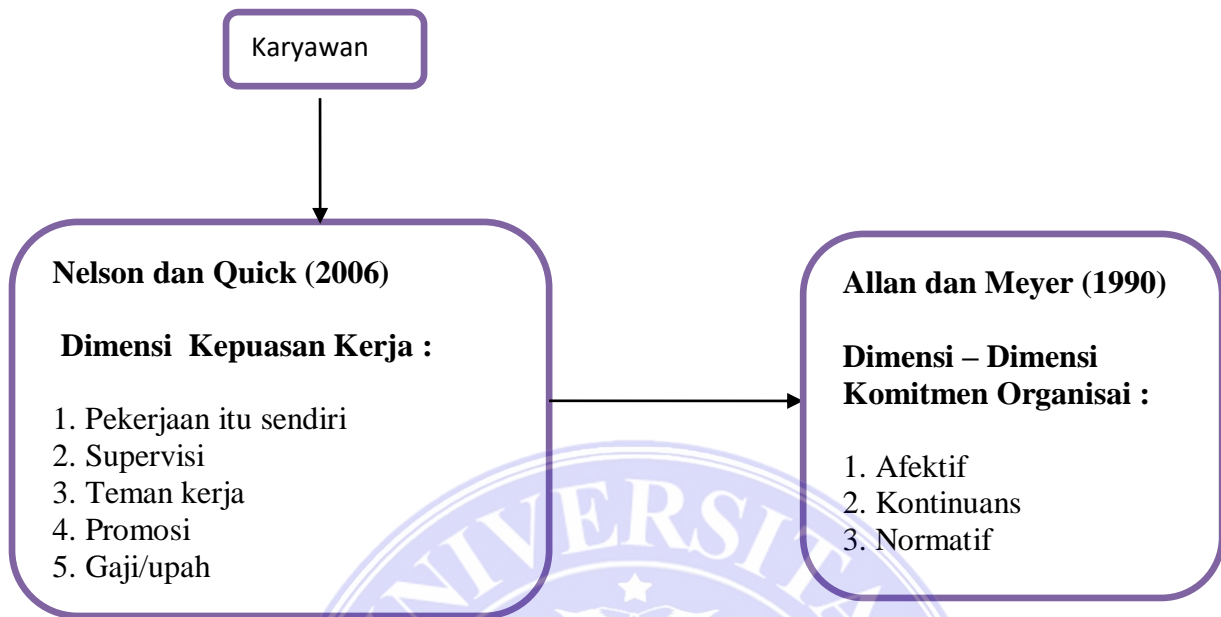 Karyawan
Nelson dan Quick (2006)
Dimensi Kepuasan Kerja :
1. Pekerjaan itu sendiri
2. Supervisi
3. Teman kerja
4. Promosi
5. Gaji/upah
Allan dan Meyer (1990)
Dimensi – Dimensi
Komitmen Organisai :
1. Afektif
2. Kontinuans
3. Normatif